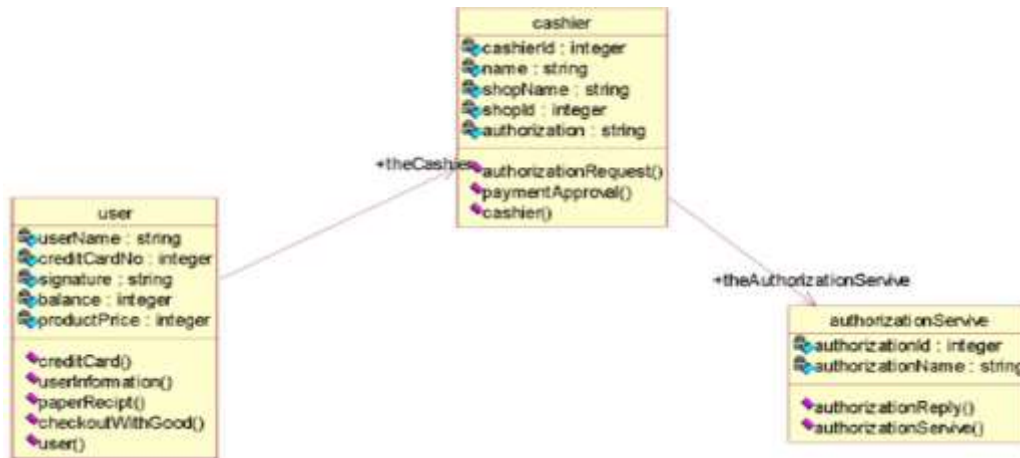 cashier
cashierId : integer
name : string
shopName : string
shopId : integer
authorization : string
authorizationRequest()
paymentApproval()
cashier()
+theCashier
user
userName : string
creditCardNo : integer
signature : string
balance : integer
productPrice : integer
creditCard()
userInformation()
paperRecipt()
checkoutWithGood()
user()
+theAuthorizationServive
authorizationServive
authorizationId : integer
authorizationName : string
authorizationReply()
authorizationServive()